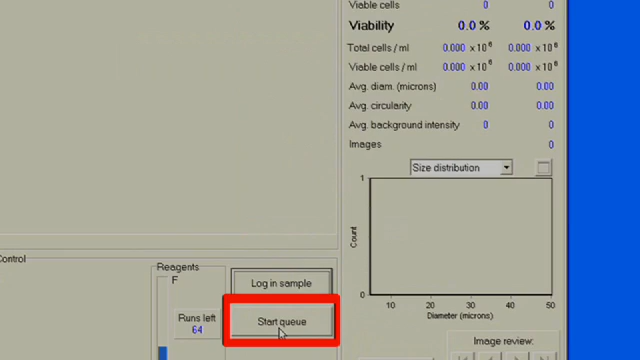 Viable cells 0 0
Viability 0.0 % 0.0 %
Total cells / ml 0.000 x 10⁶ 0.000 x 10⁶
Viable cells / ml 0.000 x 10⁶ 0.000 x 10⁶
Avg. diam. (microns) 0.00 0.00
Avg. circularity 0.00 0.00
Avg. background intensity 0 0
Images 0
Size distribution
1
Count
0
10 20 30 40 50
Diameter (microns)
Control
Reagents
F
Log in sample
Runs left
64
Start queue
Image review: